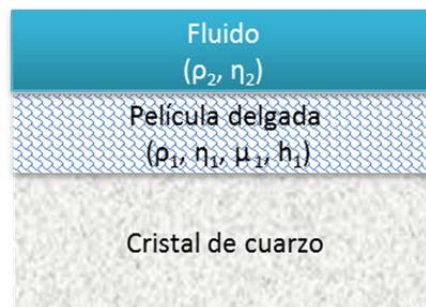 Fluido
(ρ₂, η₂)
Película delgada
(ρ₁, η₁, μ₁, h₁)
Cristal de cuarzo